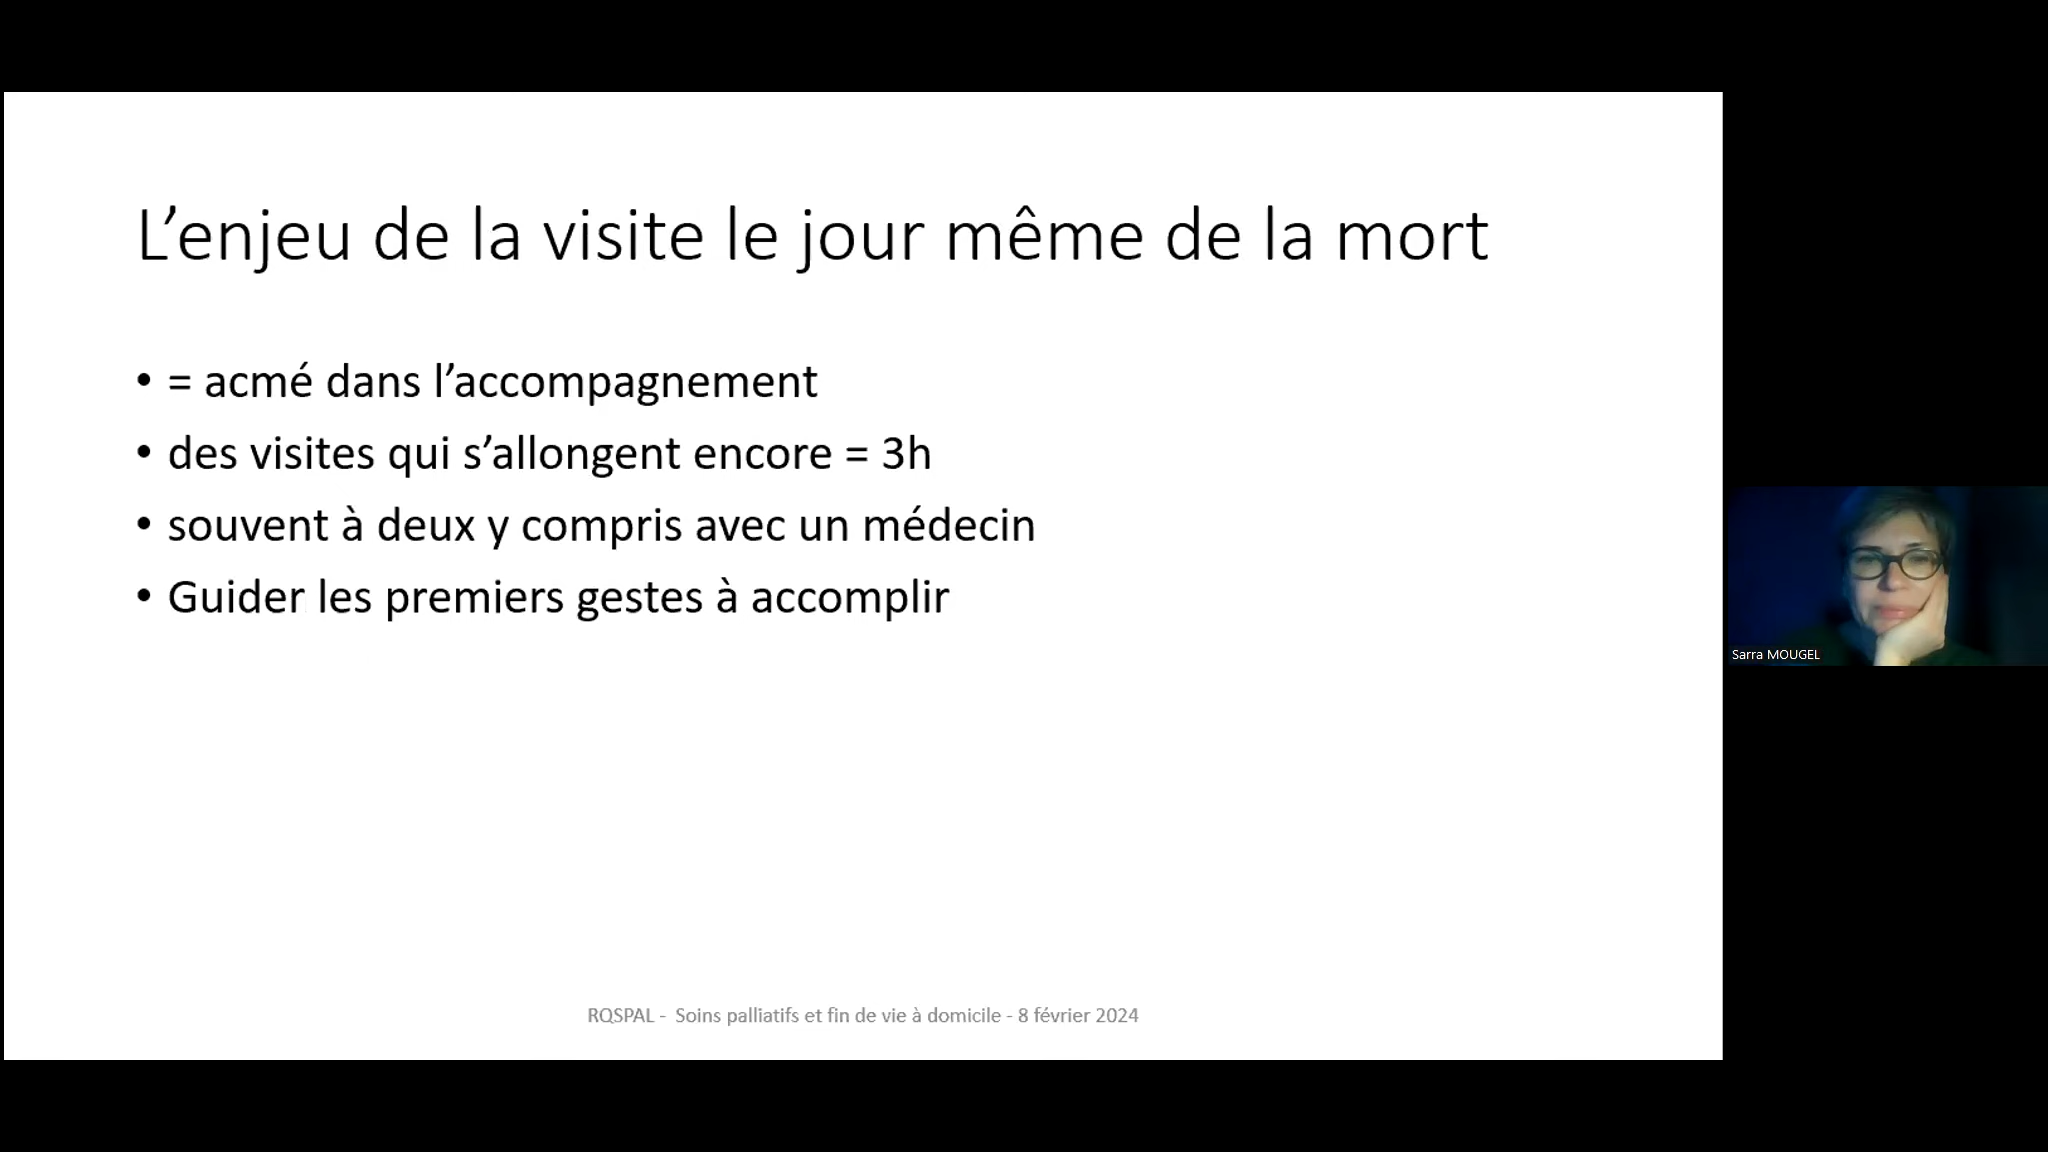 L’enjeu de la visite le jour même de la mort
• = acmé dans l’accompagnement
• des visites qui s’allongent encore = 3h
• souvent à deux y compris avec un médecin
• Guider les premiers gestes à accomplir
RQSPAL - Soins palliatifs et fin de vie à domicile - 8 février 2024
Sarra MOUGEL